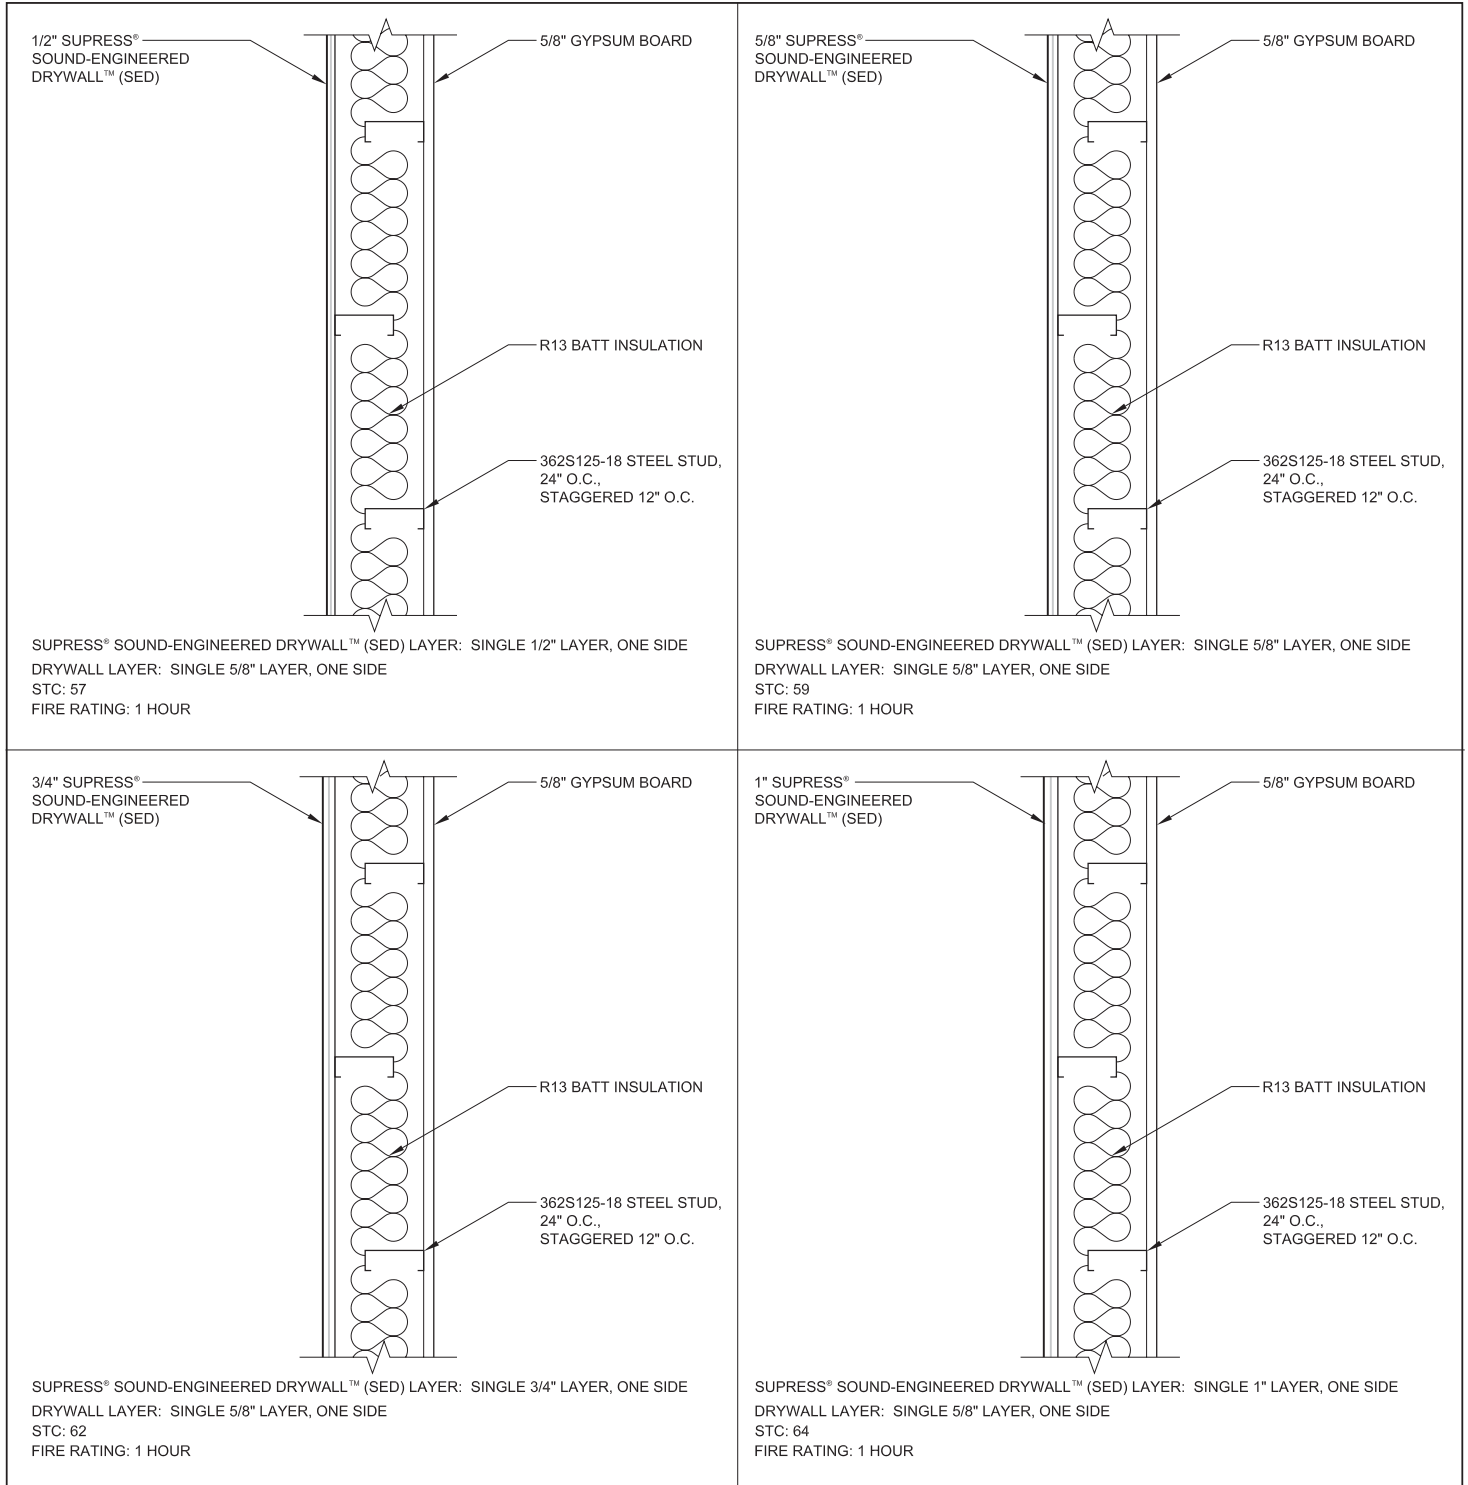 1/2" SUPRESS®
SOUND-ENGINEERED
DRYWALL™ (SED)
5/8" GYPSUM BOARD
R13 BATT INSULATION
362S125-18 STEEL STUD,
24" O.C.,
STAGGERED 12" O.C.
SUPRESS® SOUND-ENGINEERED DRYWALL™ (SED) LAYER: SINGLE 1/2" LAYER, ONE SIDE
DRYWALL LAYER: SINGLE 5/8" LAYER, ONE SIDE
STC: 57
FIRE RATING: 1 HOUR
5/8" SUPRESS®
SOUND-ENGINEERED
DRYWALL™ (SED)
5/8" GYPSUM BOARD
R13 BATT INSULATION
362S125-18 STEEL STUD,
24" O.C.,
STAGGERED 12" O.C.
SUPRESS® SOUND-ENGINEERED DRYWALL™ (SED) LAYER: SINGLE 5/8" LAYER, ONE SIDE
DRYWALL LAYER: SINGLE 5/8" LAYER, ONE SIDE
STC: 59
FIRE RATING: 1 HOUR
3/4" SUPRESS®
SOUND-ENGINEERED
DRYWALL™ (SED)
5/8" GYPSUM BOARD
R13 BATT INSULATION
362S125-18 STEEL STUD,
24" O.C.,
STAGGERED 12" O.C.
SUPRESS® SOUND-ENGINEERED DRYWALL™ (SED) LAYER: SINGLE 3/4" LAYER, ONE SIDE
DRYWALL LAYER: SINGLE 5/8" LAYER, ONE SIDE
STC: 62
FIRE RATING: 1 HOUR
1" SUPRESS®
SOUND-ENGINEERED
DRYWALL™ (SED)
5/8" GYPSUM BOARD
R13 BATT INSULATION
362S125-18 STEEL STUD,
24" O.C.,
STAGGERED 12" O.C.
SUPRESS® SOUND-ENGINEERED DRYWALL™ (SED) LAYER: SINGLE 1" LAYER, ONE SIDE
DRYWALL LAYER: SINGLE 5/8" LAYER, ONE SIDE
STC: 64
FIRE RATING: 1 HOUR